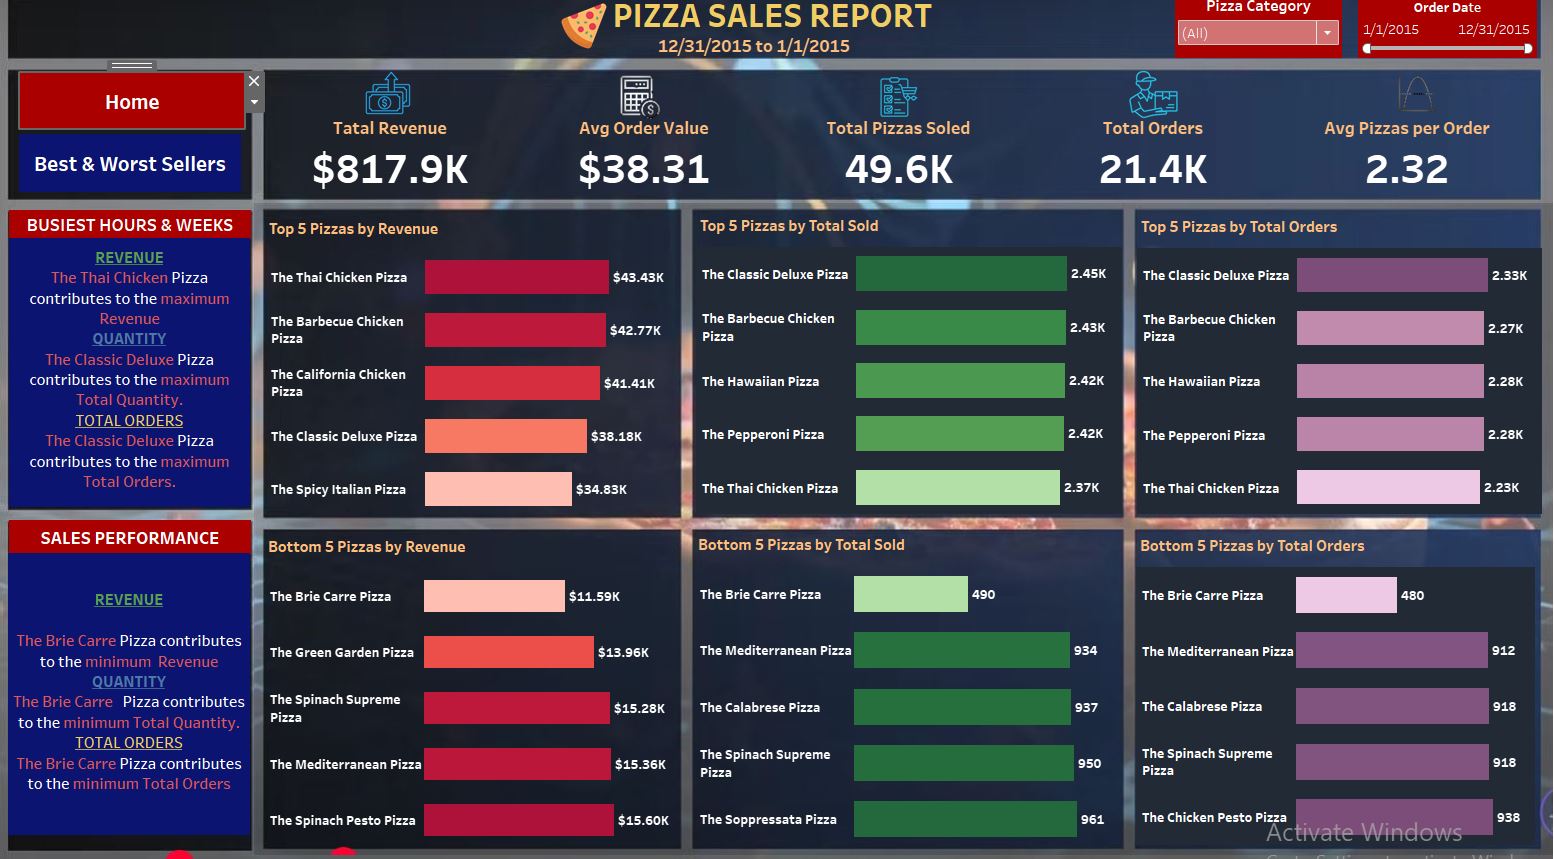 PIZZA SALES REPORT
12/31/2015 to 1/1/2015
Pizza Category
(All)
Order Date
1/1/2015 12/31/2015
Home
Best & Worst Sellers
Tatal Revenue
$817.9K
Avg Order Value
$38.31
Total Pizzas Soled
49.6K
Total Orders
21.4K
Avg Pizzas per Order
2.32
BUSIEST HOURS & WEEKS
REVENUE
The Thai Chicken Pizza
contributes to the maximum
Revenue
QUANTITY
The Classic Deluxe Pizza
contributes to the maximum
Total Quantity.
TOTAL ORDERS
The Classic Deluxe Pizza
contributes to the maximum
Total Orders.
Top 5 Pizzas by Revenue
The Thai Chicken Pizza $43.43K
The Barbecue Chicken
Pizza $42.77K
The California Chicken
Pizza $41.41K
The Classic Deluxe Pizza $38.18K
The Spicy Italian Pizza $34.83K
Top 5 Pizzas by Total Sold
The Classic Deluxe Pizza 2.45K
The Barbecue Chicken
Pizza 2.43K
The Hawaiian Pizza 2.42K
The Pepperoni Pizza 2.42K
The Thai Chicken Pizza 2.37K
Top 5 Pizzas by Total Orders
The Classic Deluxe Pizza 2.33K
The Barbecue Chicken
Pizza 2.27K
The Hawaiian Pizza 2.28K
The Pepperoni Pizza 2.28K
The Thai Chicken Pizza 2.23K
SALES PERFORMANCE
REVENUE
The Brie Carre Pizza contributes
to the minimum Revenue
QUANTITY
The Brie Carre Pizza contributes
to the minimum Total Quantity.
TOTAL ORDERS
The Brie Carre Pizza contributes
to the minimum Total Orders
Bottom 5 Pizzas by Revenue
The Brie Carre Pizza $11.59K
The Green Garden Pizza $13.96K
The Spinach Supreme
Pizza $15.28K
The Mediterranean Pizza $15.36K
The Spinach Pesto Pizza $15.60K
Bottom 5 Pizzas by Total Sold
The Brie Carre Pizza 490
The Mediterranean Pizza 934
The Calabrese Pizza 937
The Spinach Supreme
Pizza 950
The Soppressata Pizza 961
Bottom 5 Pizzas by Total Orders
The Brie Carre Pizza 480
The Mediterranean Pizza 912
The Calabrese Pizza 918
The Spinach Supreme
Pizza 918
The Chicken Pesto Pizza 938
Activate Windows